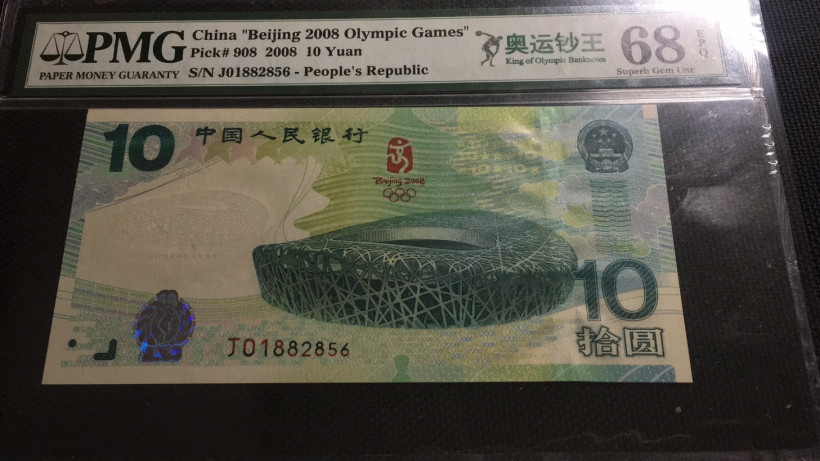 PMG
PAPER MONEY GUARANTY
China "Beijing 2008 Olympic Games"
Pick# 908 2008 10 Yuan
S/N J01882856 - People's Republic
奥运钞王
King of Olympic Banknotes
68
EPQ
Superb Gem Unc
10
中国人民银行
Beijing 2008
10
拾圆
J01882856